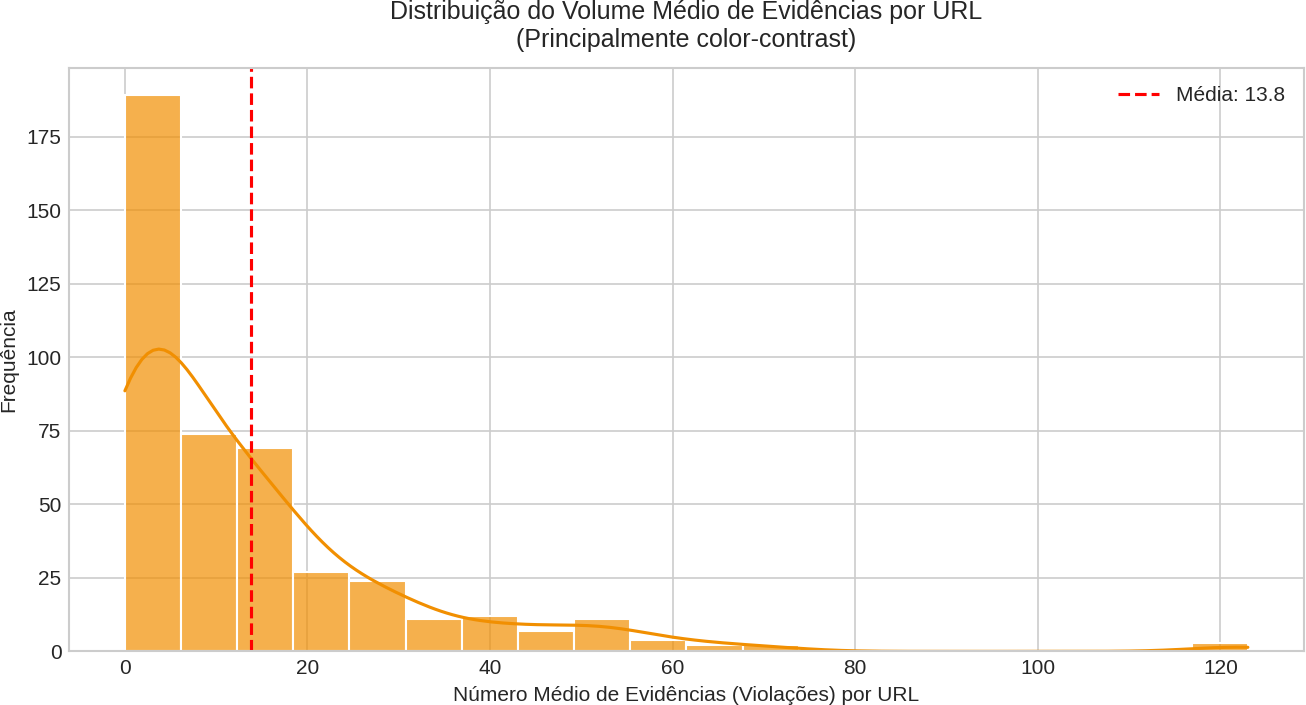 Distribuição do Volume Médio de Evidências por URL
(Principalmente color-contrast)
Média: 13.8
Frequência
175
150
125
100
75
50
25
0
0 20 40 60 80 100 120
Número Médio de Evidências (Violações) por URL